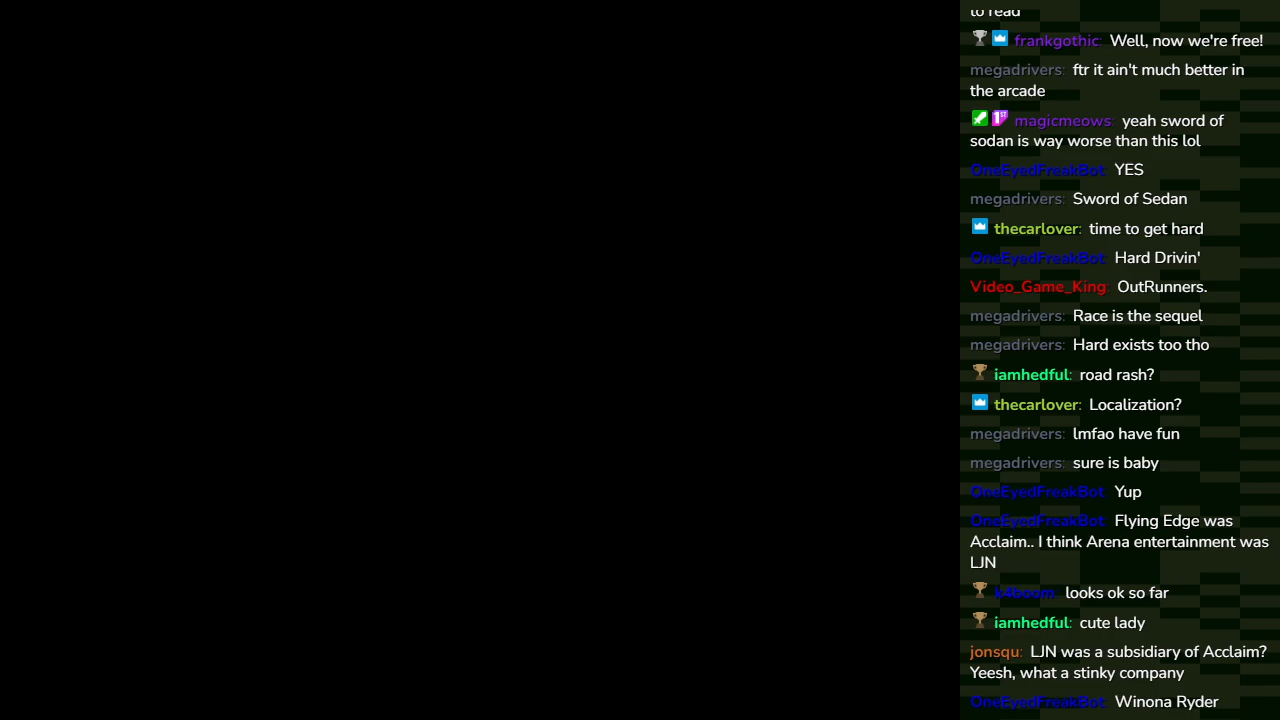 to read
frankgothic: Well, now we're free!
megadrivers: ftr it ain't much better in
the arcade
magicmeows: yeah sword of
sodan is way worse than this lol
OneEyedFreakBot: YES
megadrivers: Sword of Sedan
thecarlover: time to get hard
OneEyedFreakBot: Hard Drivin'
Video_Game_King: OutRunners.
megadrivers: Race is the sequel
megadrivers: Hard exists too tho
iamhedful: road rash?
thecarlover: Localization?
megadrivers: lmfao have fun
megadrivers: sure is baby
OneEyedFreakBot: Yup
OneEyedFreakBot: Flying Edge was
Acclaim.. I think Arena entertainment was
LJN
k4boom: looks ok so far
iamhedful: cute lady
jonsqu: LJN was a subsidiary of Acclaim?
Yeesh, what a stinky company
OneEyedFreakBot: Winona Ryder